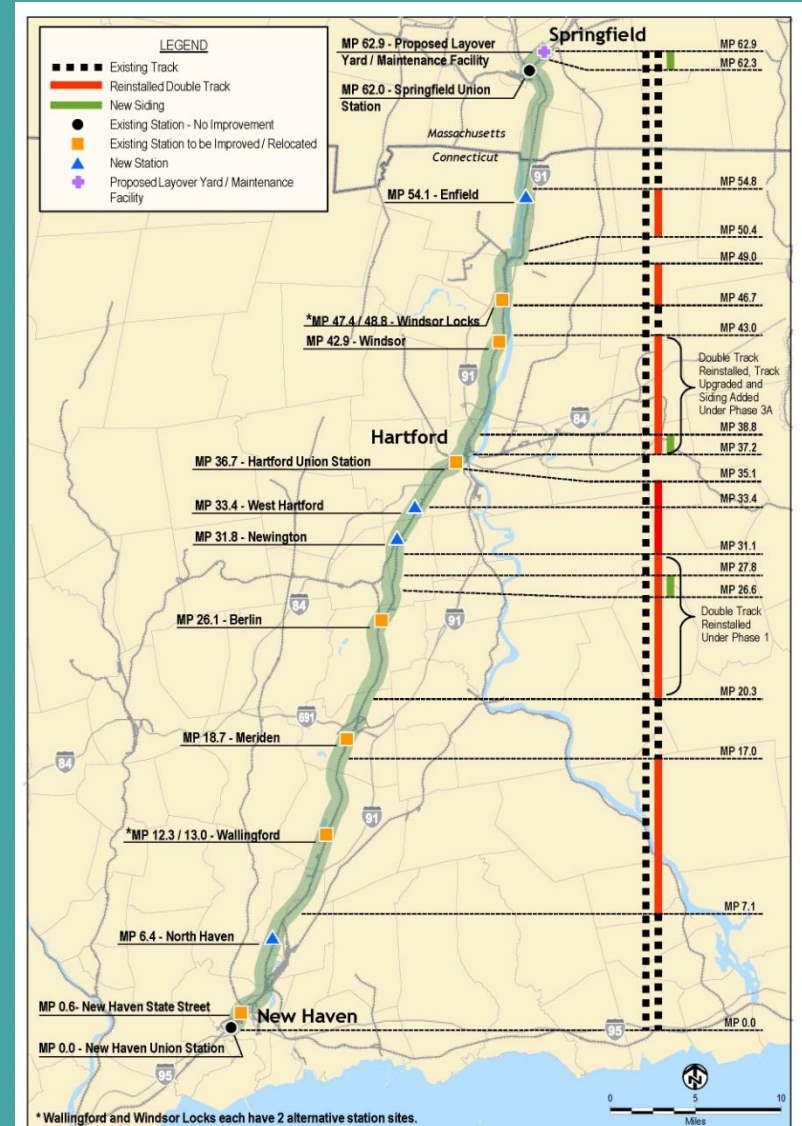 LEGEND
Existing Track
Reinstalled Double Track
New Siding
Existing Station - No Improvement
Existing Station to be Improved / Relocated
New Station
Proposed Layover Yard / Maintenance
Facility
Springfield
MP 62.9 - Proposed Layover
Yard / Maintenance Facility
MP 62.0 - Springfield Union
Station
Massachusetts
Connecticut
91
MP 54.1 - Enfield
*MP 47.4 / 48.8 - Windsor Locks
MP 42.9 - Windsor
91
84
Hartford
MP 36.7 - Hartford Union Station
MP 33.4 - West Hartford
MP 31.8 - Newington
84
91
MP 26.1 - Berlin
691
MP 18.7 - Meriden
84
91
*MP 12.3 / 13.0 - Wallingford
MP 6.4 - North Haven
MP 0.6- New Haven State Street
New Haven
MP 0.0 - New Haven Union Station
95
95
MP 62.9
MP 62.3
MP 54.8
MP 50.4
MP 49.0
MP 46.7
MP 43.0
Double Track
Reinstalled, Track
Upgraded and
Siding Added
Under Phase 3A
MP 38.8
MP 37.2
MP 35.1
MP 33.4
MP 31.1
MP 27.8
MP 26.6
Double Track
Reinstalled
Under Phase 1
MP 20.3
MP 17.0
MP 7.1
MP 0.0
N
0 5 10
Miles
* Wallingford and Windsor Locks each have 2 alternative station sites.